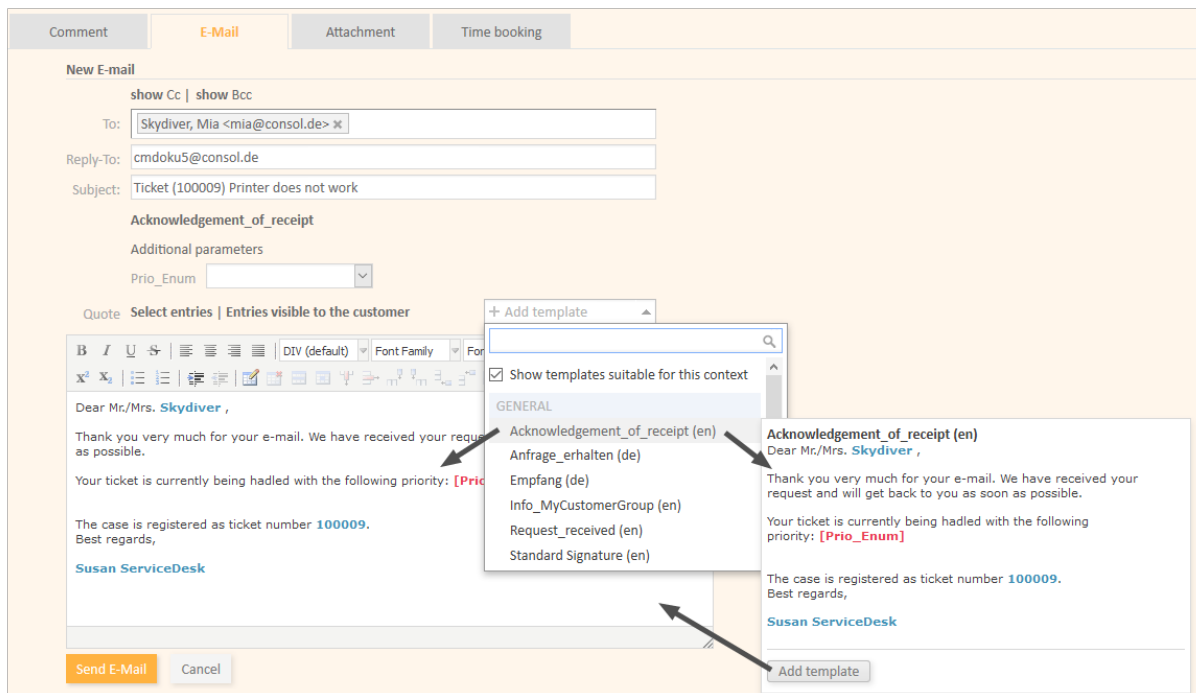 Comment E-Mail Attachment Time booking
New E-mail
show Cc | show Bcc
To: Skydiver, Mia <mia@consol.de> ×
Reply-To: cmdoku5@consol.de
Subject: Ticket (100009) Printer does not work
Acknowledgement_of_receipt
Additional parameters
Prio_Enum
Quote Select entries | Entries visible to the customer
+ Add template
B I U S DIV (default) Font Family For
x² X₂
Dear Mr./Mrs. Skydiver ,
Thank you very much for your e-mail. We have received your reque
as possible.
Your ticket is currently being hadled with the following priority: [Pric
The case is registered as ticket number 100009.
Best regards,
Susan ServiceDesk
Show templates suitable for this context
GENERAL
Acknowledgement_of_receipt (en)
Anfrage_erhalten (de)
Empfang (de)
Info_MyCustomerGroup (en)
Request_received (en)
Standard Signature (en)
Acknowledgement_of_receipt (en)
Dear Mr./Mrs. Skydiver ,
Thank you very much for your e-mail. We have received your
request and will get back to you as soon as possible.
Your ticket is currently being hadled with the following
priority: [Prio_Enum]
The case is registered as ticket number 100009.
Best regards,
Susan ServiceDesk
Add template
Send E-Mail Cancel